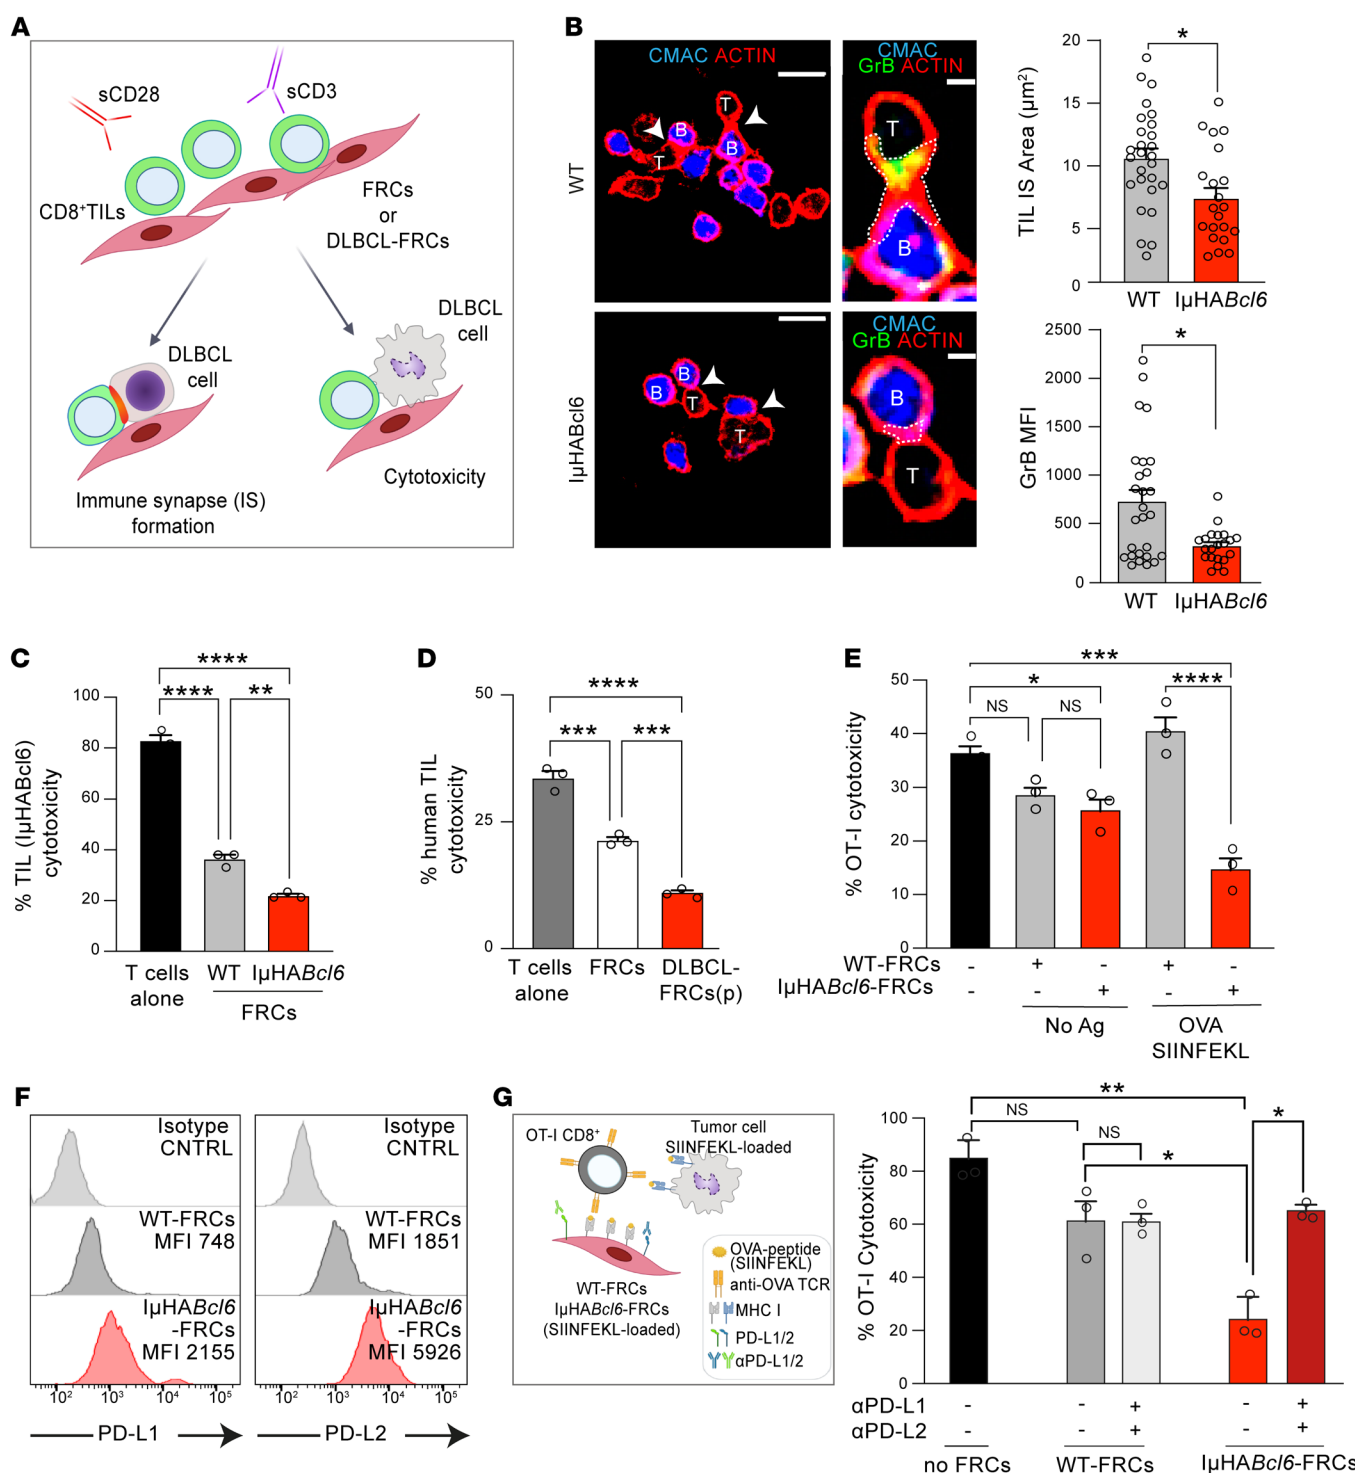 A
sCD28
sCD3
CD8+TILs
FRCs
or
DLBCL-FRCs
DLBCL
cell
DLBCL
cell
Immune synapse (IS)
formation
Cytotoxicity
B
WT
CMAC ACTIN
T
B
B
T
CMAC
GrB ACTIN
T
B
IμHABcl6
B
B
T
T
CMAC
GrB ACTIN
B
T
TIL IS Area (μm²)
20
15
10
5
0
*
WT IμHABcl6
GrB MFI
2500
2000
1500
1000
500
0
*
WT IμHABcl6
C
% TIL (IμHABcl6)
cytotoxicity
100
80
60
40
20
0
****
**** **
T cells
alone
WT IμHABcl6
FRCs
D
% human TIL
cytotoxicity
50
25
0
****
*** ***
T cells
alone
FRCs
DLBCL-
FRCs(p)
E
% OT-I cytotoxicity
50
40
30
20
10
0
***
* ****
NS NS
WT-FRCs - + - + -
IμHABcl6-FRCs - - + - +
No Ag
OVA
SIINFEKL
F
Isotype
CNTRL
WT-FRCs
MFI 748
IμHABcl6
-FRCs
MFI 2155
10² 10³ 10⁴ 10⁵
PD-L1
Isotype
CNTRL
WT-FRCs
MFI 1851
IμHABcl6
-FRCs
MFI 5926
10² 10³ 10⁴ 10⁵
PD-L2
G
OT-I CD8+
Tumor cell
SIINFEKL-loaded
WT-FRCs
IμHABcl6-FRCs
(SIINFEKL-loaded)
OVA-peptide
(SIINFEKL)
anti-OVA TCR
MHC I
PD-L1/2
αPD-L1/2
% OT-I Cytotoxicity
100
80
60
40
20
0
**
NS *
NS
*
αPD-L1 - - + - +
αPD-L2 - - + - +
no FRCs WT-FRCs IμHABcl6-FRCs